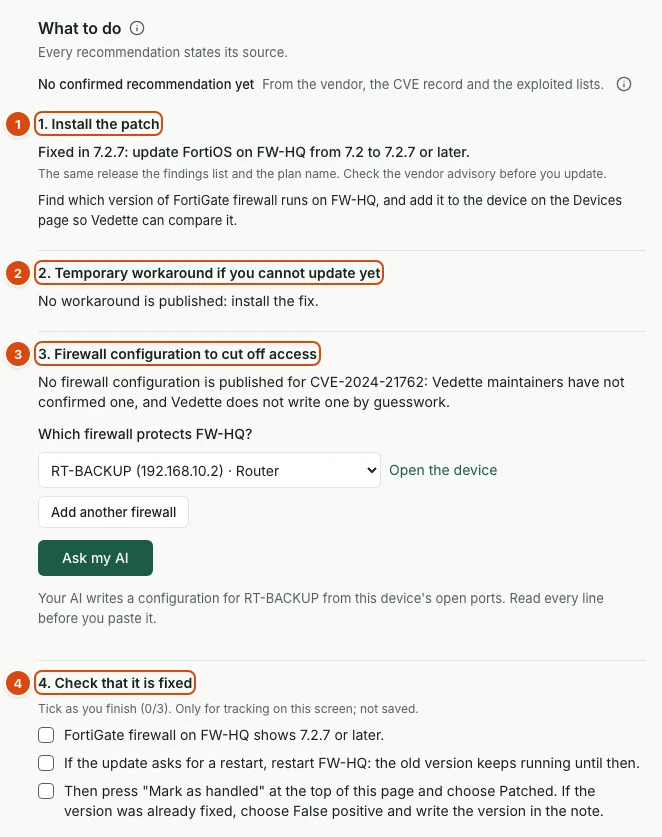 What to do
Every recommendation states its source.
No confirmed recommendation yet From the vendor, the CVE record and the exploited lists.
1
1. Install the patch
Fixed in 7.2.7: update FortiOS on FW-HQ from 7.2 to 7.2.7 or later.
The same release the findings list and the plan name. Check the vendor advisory before you update.
Find which version of FortiGate firewall runs on FW-HQ, and add it to the device on the Devices
page so Vedette can compare it.
2
2. Temporary workaround if you cannot update yet
No workaround is published: install the fix.
3
3. Firewall configuration to cut off access
No firewall configuration is published for CVE-2024-21762: Vedette maintainers have not
confirmed one, and Vedette does not write one by guesswork.
Which firewall protects FW-HQ?
RT-BACKUP (192.168.10.2) · Router
Open the device
Add another firewall
Ask my AI
Your AI writes a configuration for RT-BACKUP from this device's open ports. Read every line
before you paste it.
4
4. Check that it is fixed
Tick as you finish (0/3). Only for tracking on this screen; not saved.
FortiGate firewall on FW-HQ shows 7.2.7 or later.
If the update asks for a restart, restart FW-HQ: the old version keeps running until then.
Then press "Mark as handled" at the top of this page and choose Patched. If the
version was already fixed, choose False positive and write the version in the note.